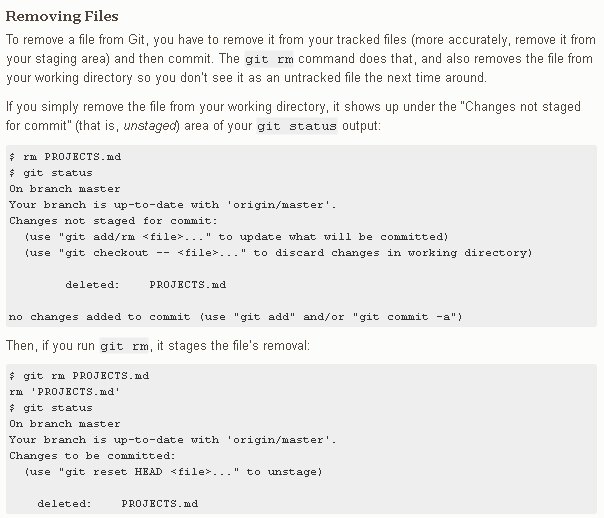 Removing Files
To remove a file from Git, you have to remove it from your tracked files (more accurately, remove it from
your staging area) and then commit. The git rm command does that, and also removes the file from
your working directory so you don't see it as an untracked file the next time around.
If you simply remove the file from your working directory, it shows up under the "Changes not staged
for commit" (that is, unstaged) area of your git status output:
$ rm PROJECTS.md
$ git status
On branch master
Your branch is up-to-date with 'origin/master'.
Changes not staged for commit:
  (use "git add/rm <file>..." to update what will be committed)
  (use "git checkout -- <file>..." to discard changes in working directory)
        deleted:    PROJECTS.md
no changes added to commit (use "git add" and/or "git commit -a")
Then, if you run git rm, it stages the file's removal:
$ git rm PROJECTS.md
rm 'PROJECTS.md'
$ git status
On branch master
Your branch is up-to-date with 'origin/master'.
Changes to be committed:
  (use "git reset HEAD <file>..." to unstage)
    deleted:    PROJECTS.md